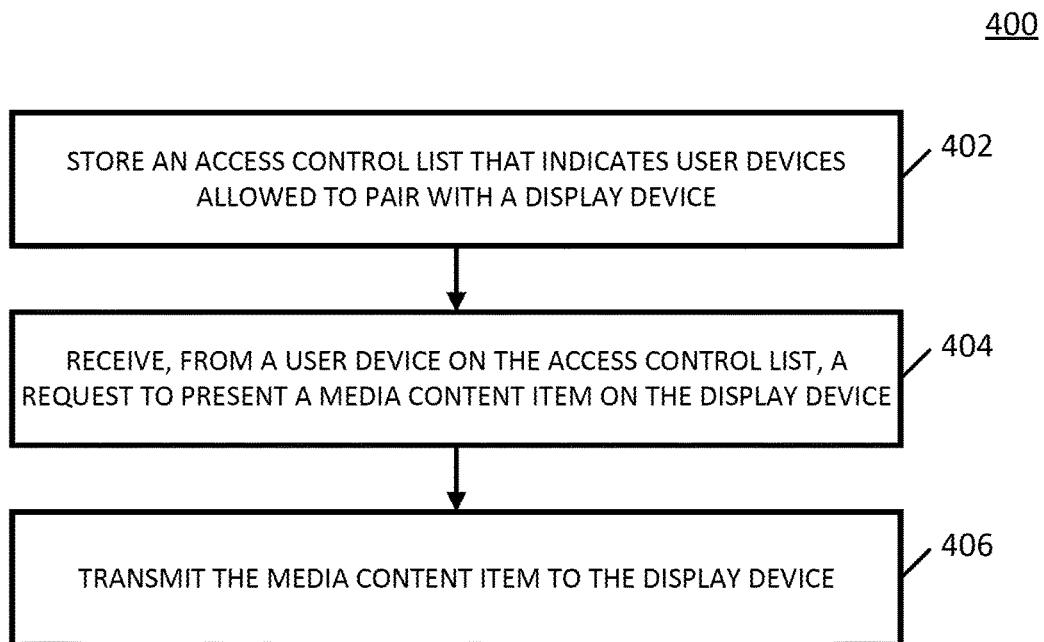 400
STORE AN ACCESS CONTROL LIST THAT INDICATES USER DEVICES
ALLOWED TO PAIR WITH A DISPLAY DEVICE
402
RECEIVE, FROM A USER DEVICE ON THE ACCESS CONTROL LIST, A
REQUEST TO PRESENT A MEDIA CONTENT ITEM ON THE DISPLAY DEVICE
404
TRANSMIT THE MEDIA CONTENT ITEM TO THE DISPLAY DEVICE
406